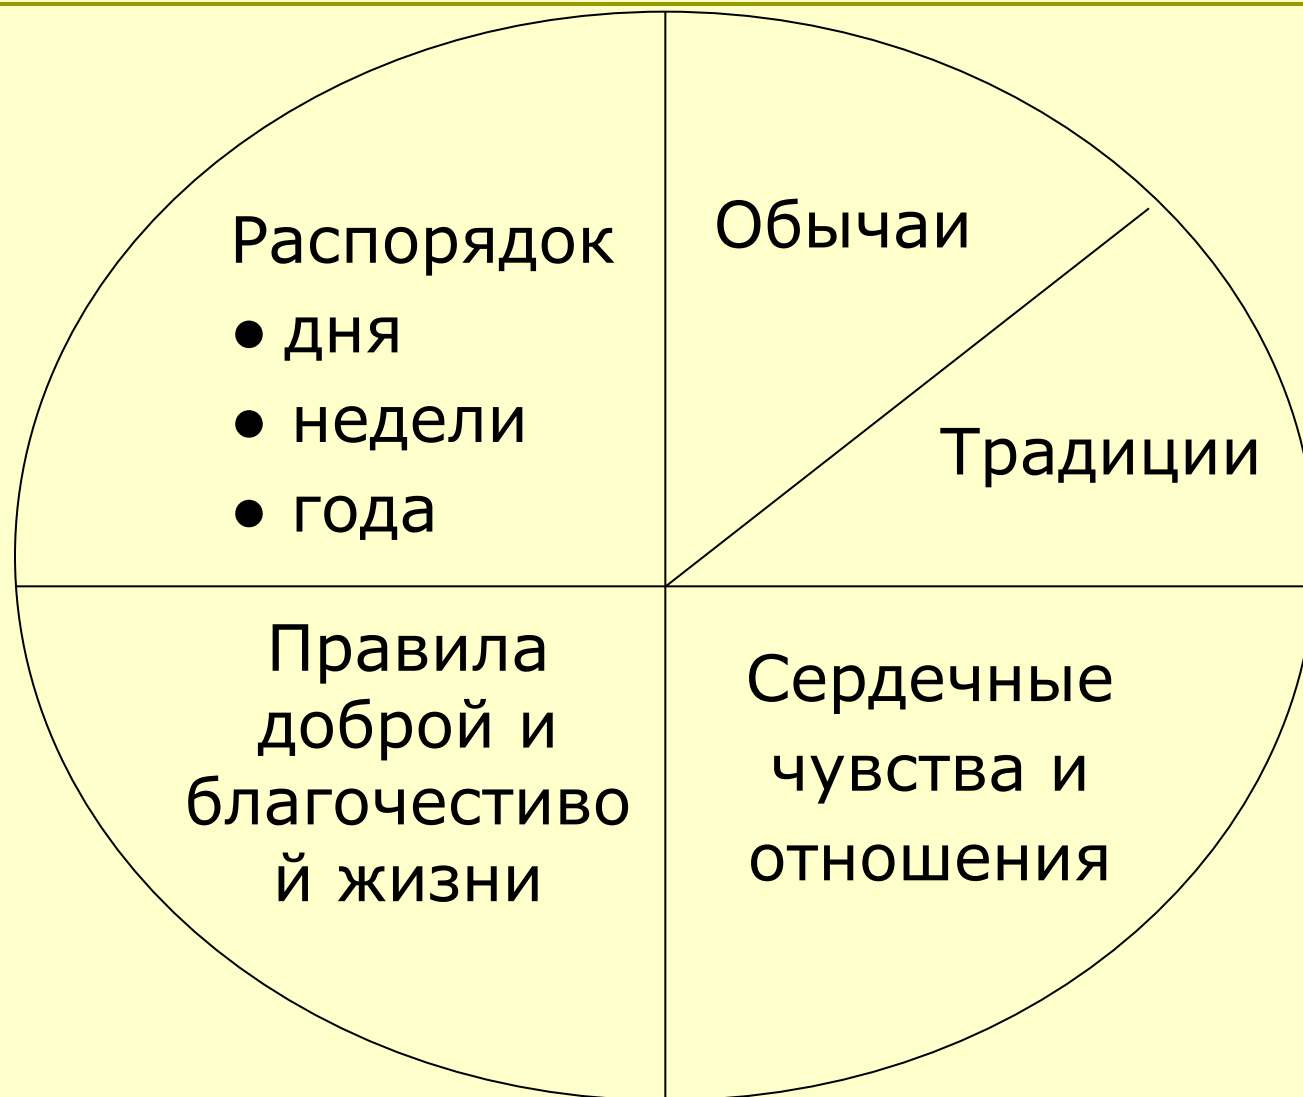 Распорядок
● дня
● недели
● года
Обычаи
Традиции
Правила
доброй и
благочестиво
й жизни
Сердечные
чувства и
отношения